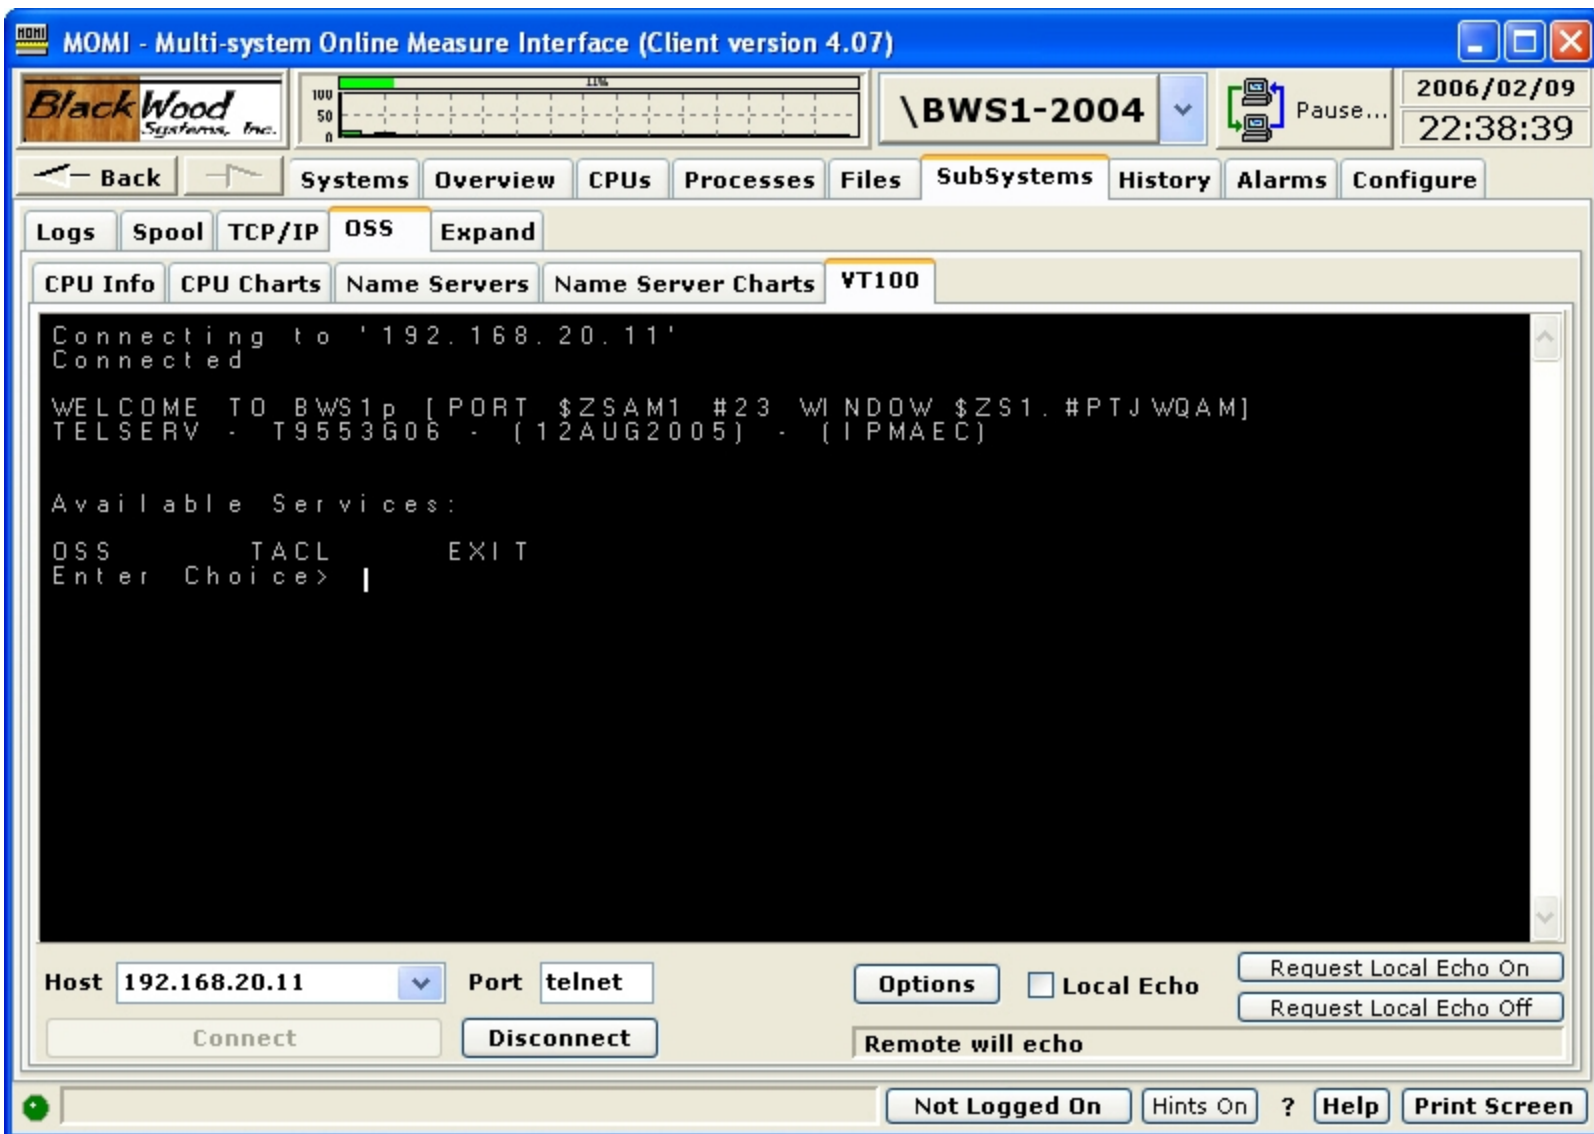 MOMI
MOMI - Multi-system Online Measure Interface (Client version 4.07)
BlackWood
Systems, Inc.
11%
100
50
0
\BWS1-2004
Pause...
2006/02/09
22:38:39
Back
Systems Overview CPUs Processes Files SubSystems History Alarms Configure
Logs Spool TCP/IP OSS Expand
CPU Info CPU Charts Name Servers Name Server Charts VT100
Connecting to '192.168.20.11'
Connected
WELCOME TO BWS1p [PORT $ZSAM1 #23 WINDOW $ZS1.#PTJWQAM]
TELSERV - T9553G06 - (12AUG2005) - (IPMAEC)
Available Services:
OSS TACL EXIT
Enter Choice>
Host 192.168.20.11 Port telnet Options Local Echo Request Local Echo On
Request Local Echo Off
Connect Disconnect Remote will echo
Not Logged On Hints On ? Help Print Screen